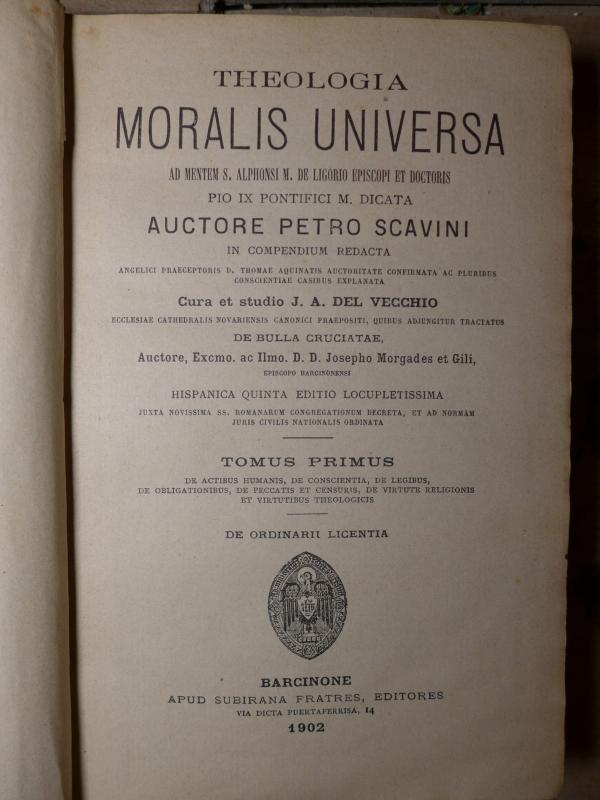 THEOLOGIA
MORALIS UNIVERSA
AD MENTEM S. ALPHONSI M. DE LIGORIO EPISCOPI ET DOCTORIS
PIO IX PONTIFICI M. DICATA
AUCTORE PETRO SCAVINI
IN COMPENDIUM REDACTA
ANGELICI PRAECEPTORIS D. THOMAE AQUINATIS AUCTORITATE CONFIRMATA AC PLURIBUS
CONSCIENTIAE CASIBUS EXPLANATA
Cura et studio J. A. DEL VECCHIO
ECCLESIAE CATHEDRALIS NOVARIENSIS CANONICI PRAEPOSITI, QUIBUS ADJUNGITUR TRACTATUS
DE BULLA CRUCIATAE,
Auctore, Excmo. ac Ilmo. D. D. Josepho Morgades et Gili,
EPISCOPO BARCINONENSI
HISPANICA QUINTA EDITIO LOCUPLETISSIMA
JUXTA NOVISSIMA SS. ROMANARUM CONGREGATIONUM DECRETA, ET AD NORMAM
JURIS CIVILIS NATIONALIS ORDINATA
TOMUS PRIMUS
DE ACTIBUS HUMANIS, DE CONSCIENTIA, DE LEGIBUS,
DE OBLIGATIONIBUS, DE PECCATIS ET CENSURIS, DE VIRTUTE RELIGIONIS
ET VIRTUTIBUS THEOLOGICIS
DE ORDINARII LICENTIA
BARCINONE
APUD SUBIRANA FRATRES, EDITORES
VIA DICTA PUERTAFERRISA, 14
1902